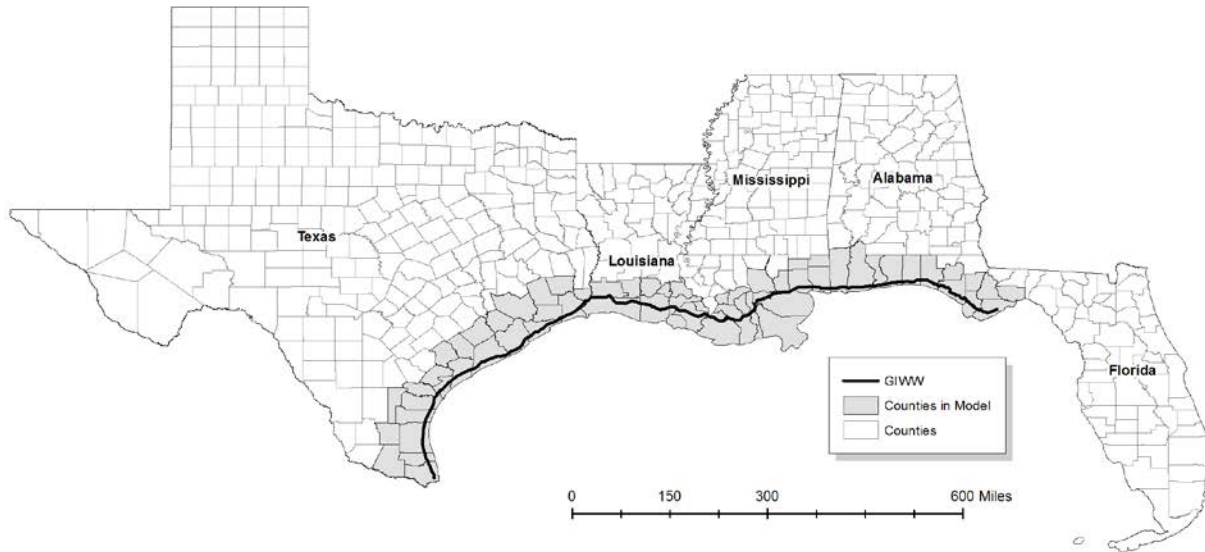 Mississippi
Alabama
Texas
Louisiana
Florida
GIWW
Counties in Model
Counties
0 150 300 600 Miles